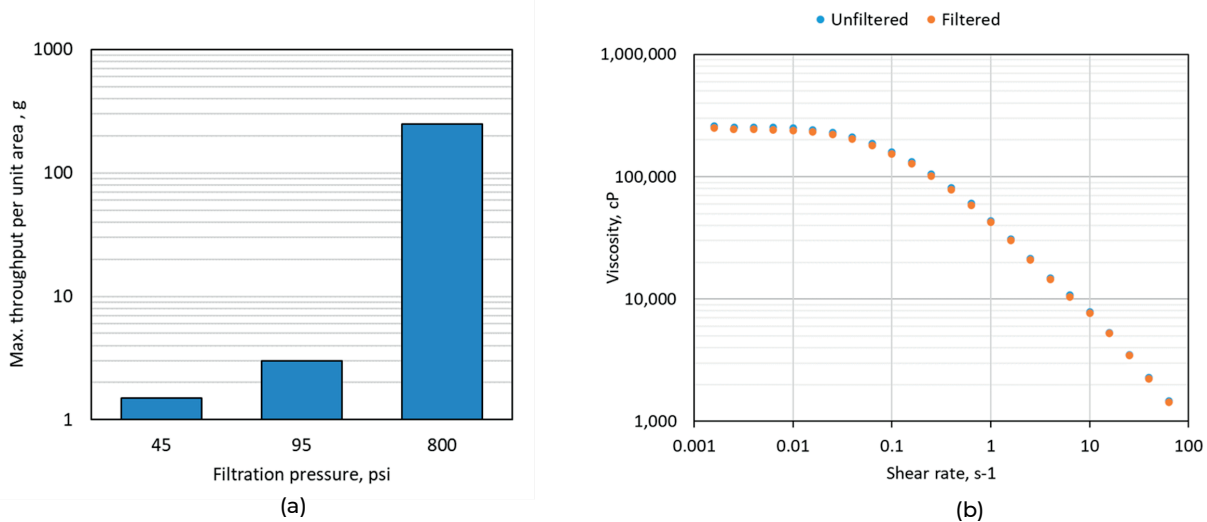 1000
100
10
1
Max. throughput per unit area , g
45 95 800
Filtration pressure, psi
(a)
Unfiltered Filtered
1,000,000
100,000
10,000
1,000
Viscosity, cP
0.001 0.01 0.1 1 10 100
Shear rate, s-1
(b)